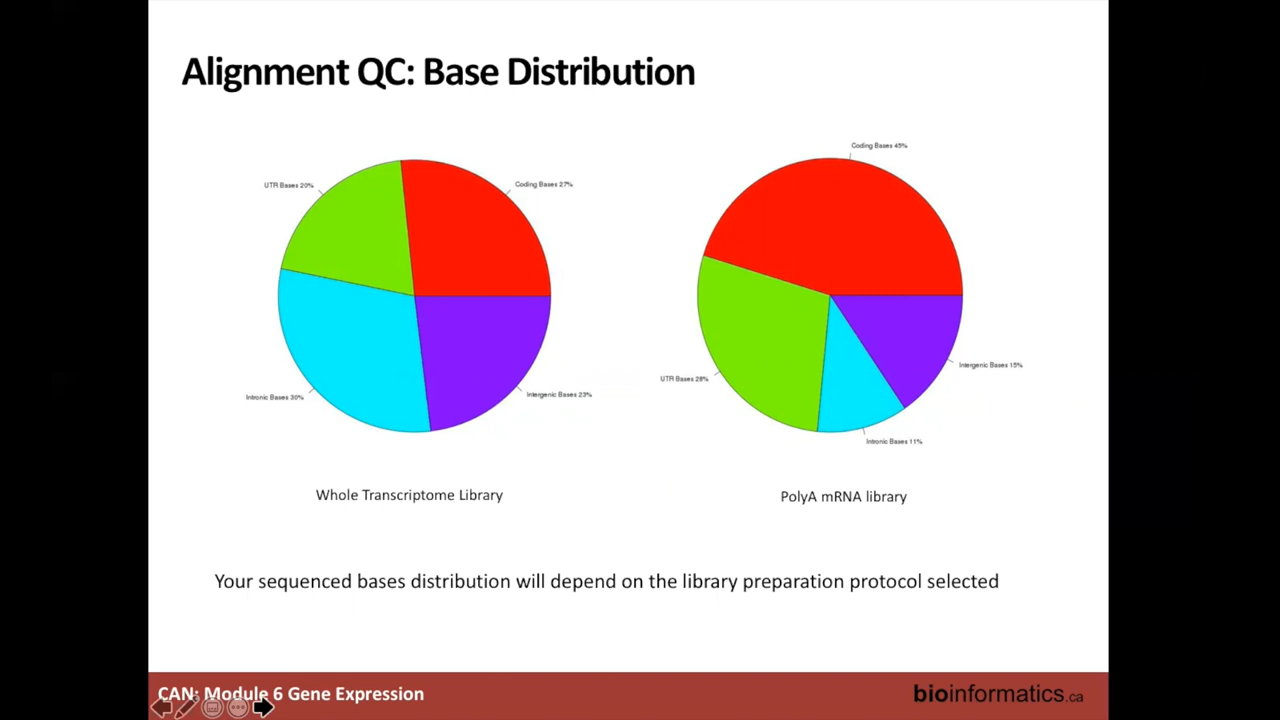 Alignment QC: Base Distribution
UTR Bases 20%
Coding Bases 27%
Intronic Bases 30%
Intergenic Bases 23%
Whole Transcriptome Library
Coding Bases 45%
UTR Bases 28%
Intergenic Bases 15%
Intronic Bases 11%
PolyA mRNA library
Your sequenced bases distribution will depend on the library preparation protocol selected
CAN: Module 6 Gene Expression
bioinformatics.ca